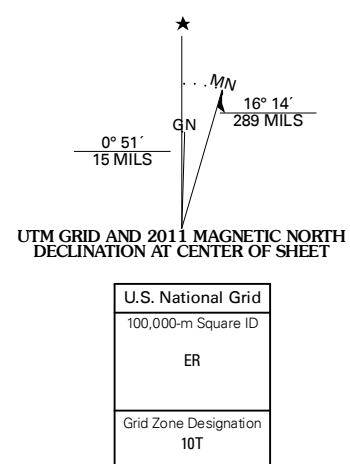 MN
GN
16° 14´
289 MILS
0° 51´
15 MILS
UTM GRID AND 2011 MAGNETIC NORTH
DECLINATION AT CENTER OF SHEET
U.S. National Grid
100,000-m Square ID
ER
Grid Zone Designation
10T